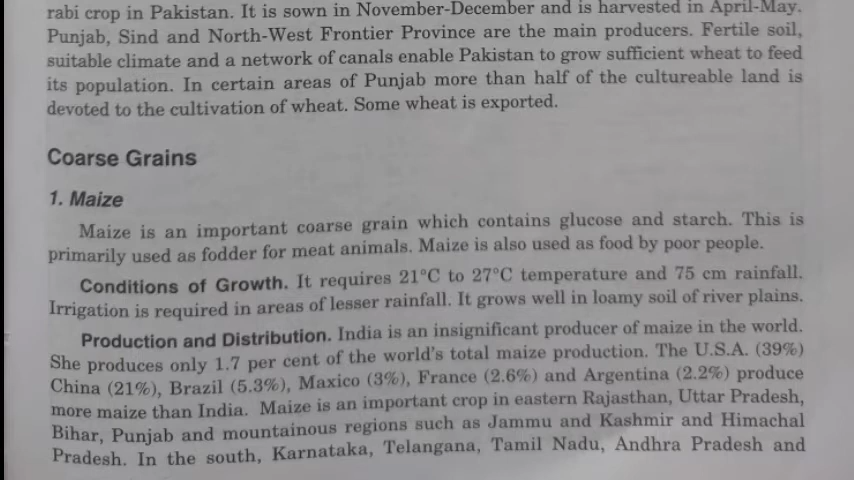 rabi crop in Pakistan. It is sown in November-December and is harvested in April-May.
Punjab, Sind and North-West Frontier Province are the main producers. Fertile soil,
suitable climate and a network of canals enable Pakistan to grow sufficient wheat to feed
its population. In certain areas of Punjab more than half of the cultureable land is
devoted to the cultivation of wheat. Some wheat is exported.
Coarse Grains
1. Maize
Maize is an important coarse grain which contains glucose and starch. This is
primarily used as fodder for meat animals. Maize is also used as food by poor people.
Conditions of Growth. It requires 21°C to 27°C temperature and 75 cm rainfall.
Irrigation is required in areas of lesser rainfall. It grows well in loamy soil of river plains.
Production and Distribution. India is an insignificant producer of maize in the world.
She produces only 1.7 per cent of the world's total maize production. The U.S.A. (39%)
China (21%), Brazil (5.3%), Maxico (3%), France (2.6%) and Argentina (2.2%) produce
more maize than India. Maize is an important crop in eastern Rajasthan, Uttar Pradesh,
Bihar, Punjab and mountainous regions such as Jammu and Kashmir and Himachal
Pradesh. In the south, Karnataka, Telangana, Tamil Nadu, Andhra Pradesh and